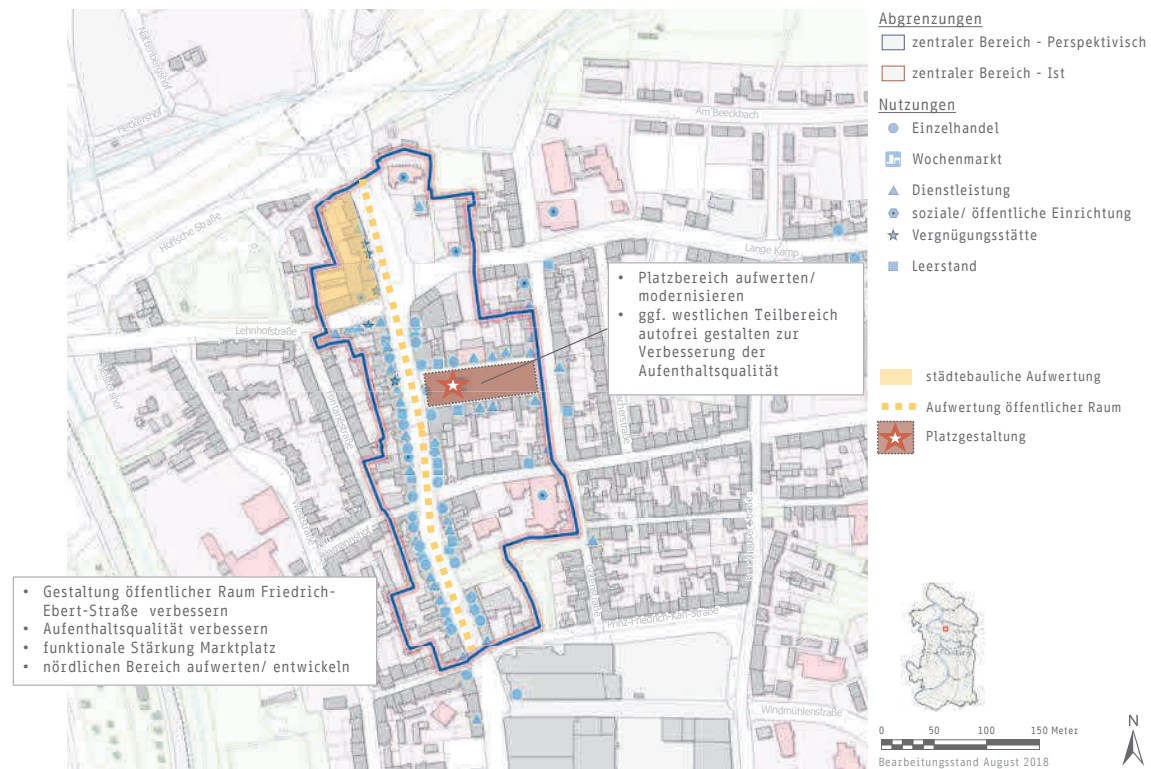 Abgrenzungen
zentraler Bereich - Perspektivisch
zentraler Bereich - Ist
Nutzungen
Einzelhandel
Wochenmarkt
Dienstleistung
soziale/ öffentliche Einrichtung
Vergnügungsstätte
Leerstand
städtebauliche Aufwertung
Aufwertung öffentlicher Raum
Platzgestaltung
Am Beeckbach
Hoffsche Straße
Lange Kamp
Lehnhofstraße
• Platzbereich aufwerten/
modernisieren
• ggf. westlichen Teilbereich
autofrei gestalten zur
Verbesserung der
Aufenthaltsqualität
Prinz-Friedrich-Karl-Straße
Windmühlenstraße
• Gestaltung öffentlicher Raum Friedrich-
Ebert-Straße verbessern
• Aufenthaltsqualität verbessern
• funktionale Stärkung Marktplatz
• nördlichen Bereich aufwerten/ entwickeln
0 50 100 150 Meter
Bearbeitungsstand August 2018
N